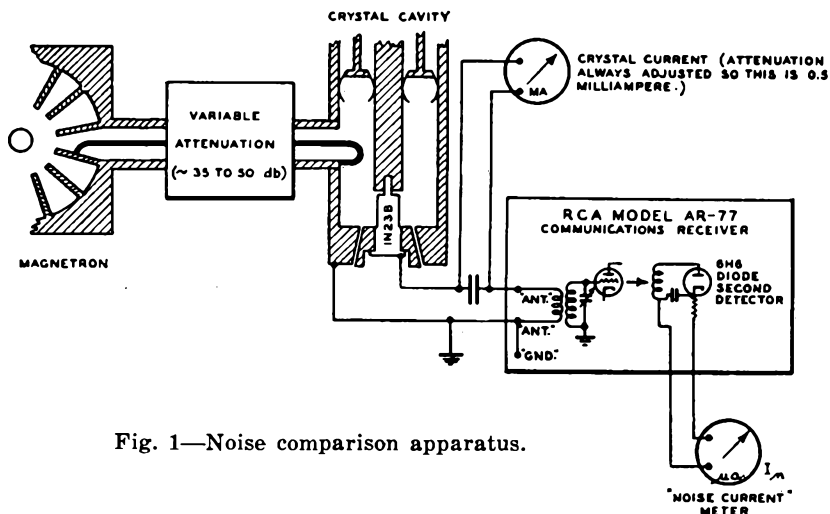 CRYSTAL CAVITY
CRYSTAL CURRENT (ATTENUATION
ALWAYS ADJUSTED SO THIS IS 0.5
MILLIAMPERE.)
MA
VARIABLE
ATTENUATION
(~ 35 TO 50 db)
MAGNETRON
1N23B
RCA MODEL AR-77
COMMUNICATIONS RECEIVER
6H6
DIODE
SECOND
DETECTOR
"ANT."
"ANT."
"GND."
Fig. 1—Noise comparison apparatus.
μa
In
"NOISE CURRENT"
METER